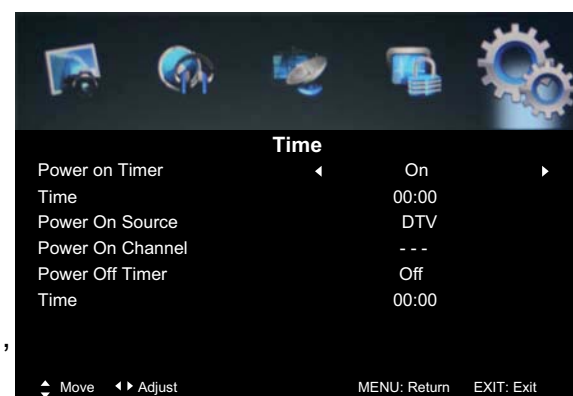 Time
Power on Timer On
Time 00:00
Power On Source DTV
Power On Channel - - -
Power Off Timer Off
Time 00:00
,
Move Adjust MENU: Return EXIT: Exit